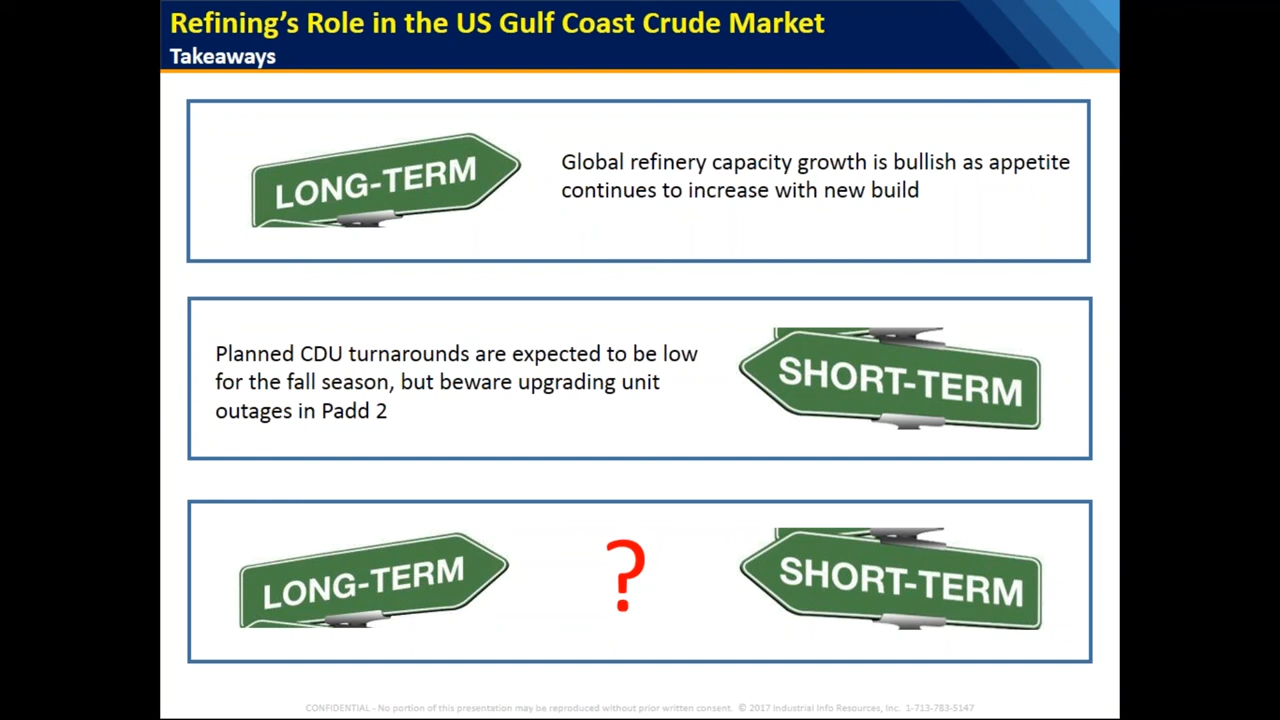 Refining's Role in the US Gulf Coast Crude Market
Takeaways
LONG-TERM
Global refinery capacity growth is bullish as appetite
continues to increase with new build
Planned CDU turnarounds are expected to be low
for the fall season, but beware upgrading unit
outages in Padd 2
SHORT-TERM
LONG-TERM
?
SHORT-TERM
CONFIDENTIAL - No portion of this presentation may be reproduced without prior written consent. © 2017 Industrial Info Resources, Inc. 1-713-783-5147